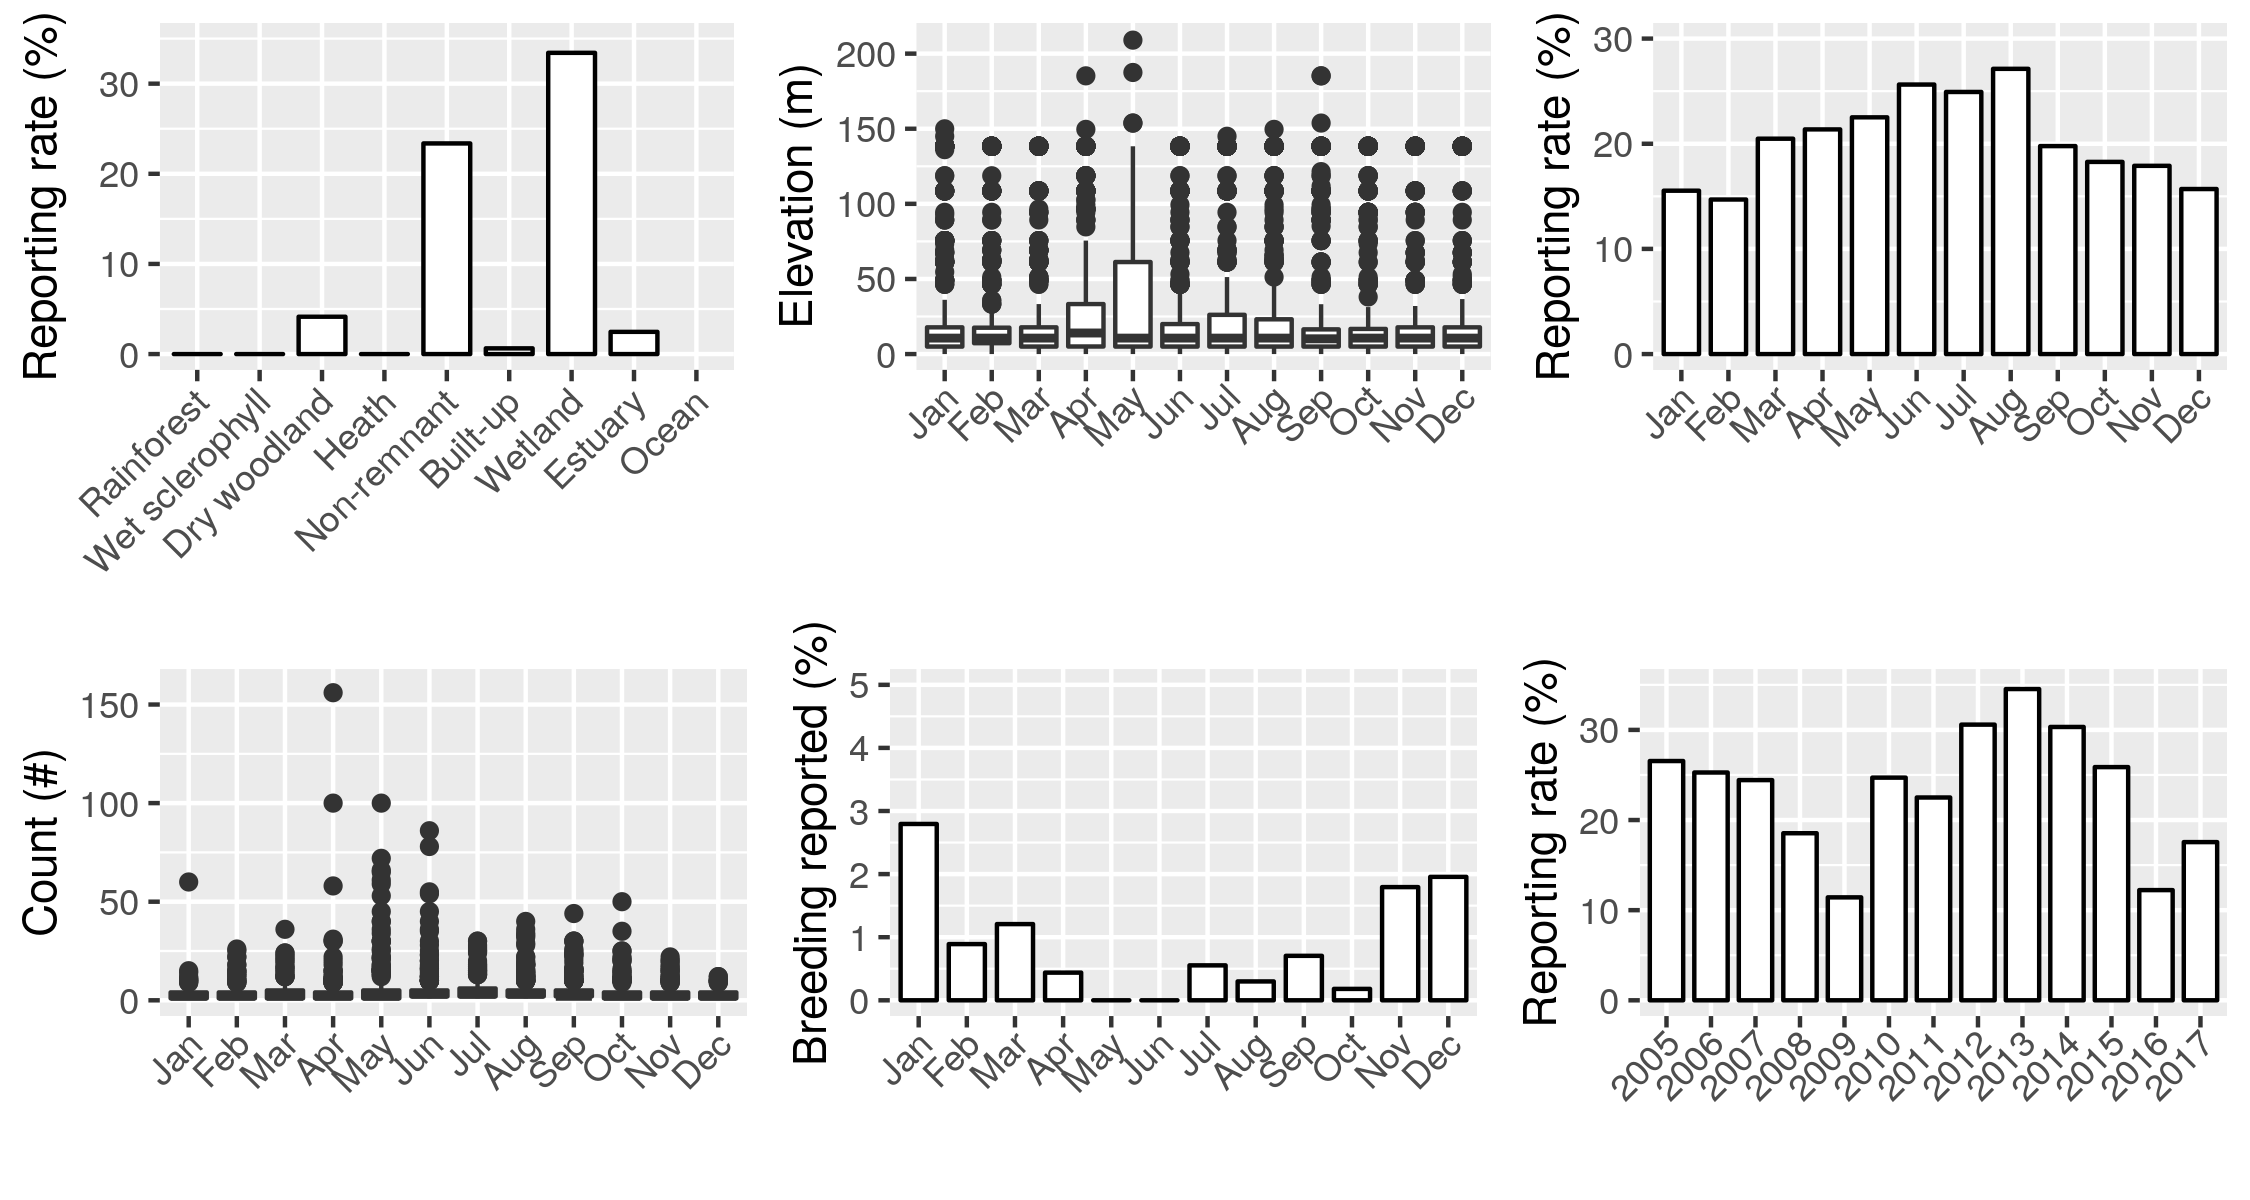 Reporting rate (%)
30
20
10
0
Rainforest
Wet sclerophyll
Dry woodland
Heath
Non-remnant
Built-up
Wetland
Estuary
Ocean
Elevation (m)
200
150
100
50
0
Jan
Feb
Mar
Apr
May
Jun
Jul
Aug
Sep
Oct
Nov
Dec
Reporting rate (%)
30
20
10
0
Jan
Feb
Mar
Apr
May
Jun
Jul
Aug
Sep
Oct
Nov
Dec
Count (#)
150
100
50
0
Jan
Feb
Mar
Apr
May
Jun
Jul
Aug
Sep
Oct
Nov
Dec
Breeding reported (%)
5
4
3
2
1
0
Jan
Feb
Mar
Apr
May
Jun
Jul
Aug
Sep
Oct
Nov
Dec
Reporting rate (%)
30
20
10
0
2005
2006
2007
2008
2009
2010
2011
2012
2013
2014
2015
2016
2017